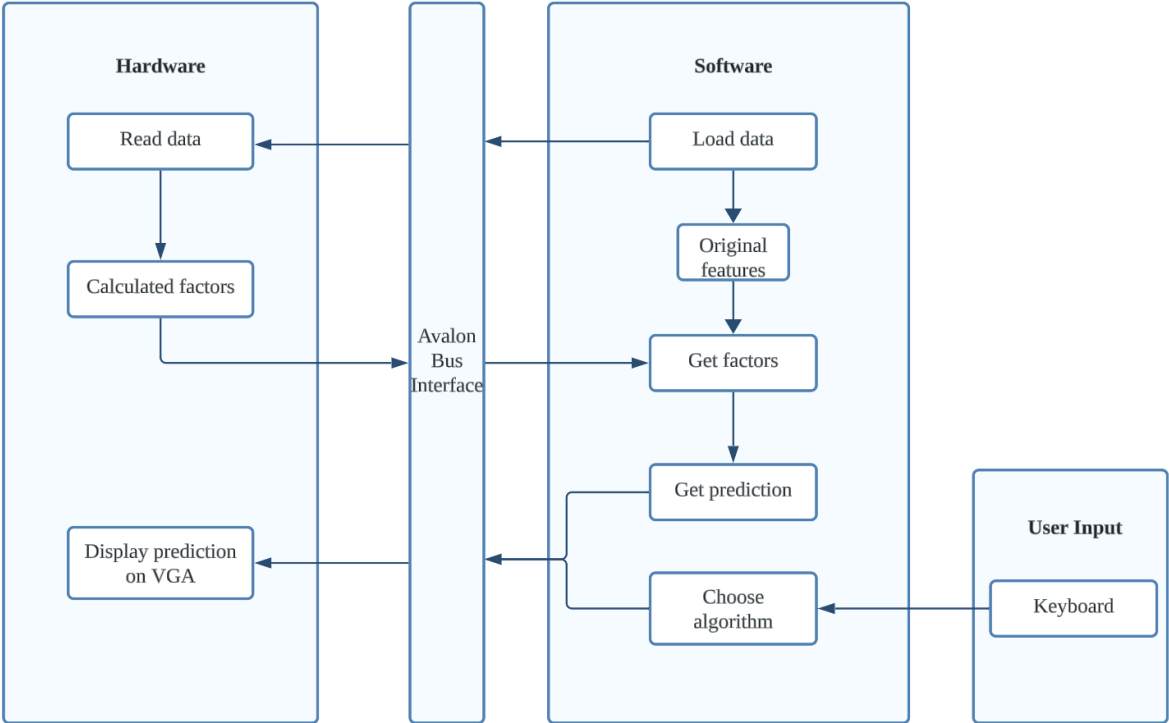 Hardware
Read data
Calculated factors
Display prediction
on VGA
Avalon
Bus
Interface
Software
Load data
Original
features
Get factors
Get prediction
Choose
algorithm
User Input
Keyboard